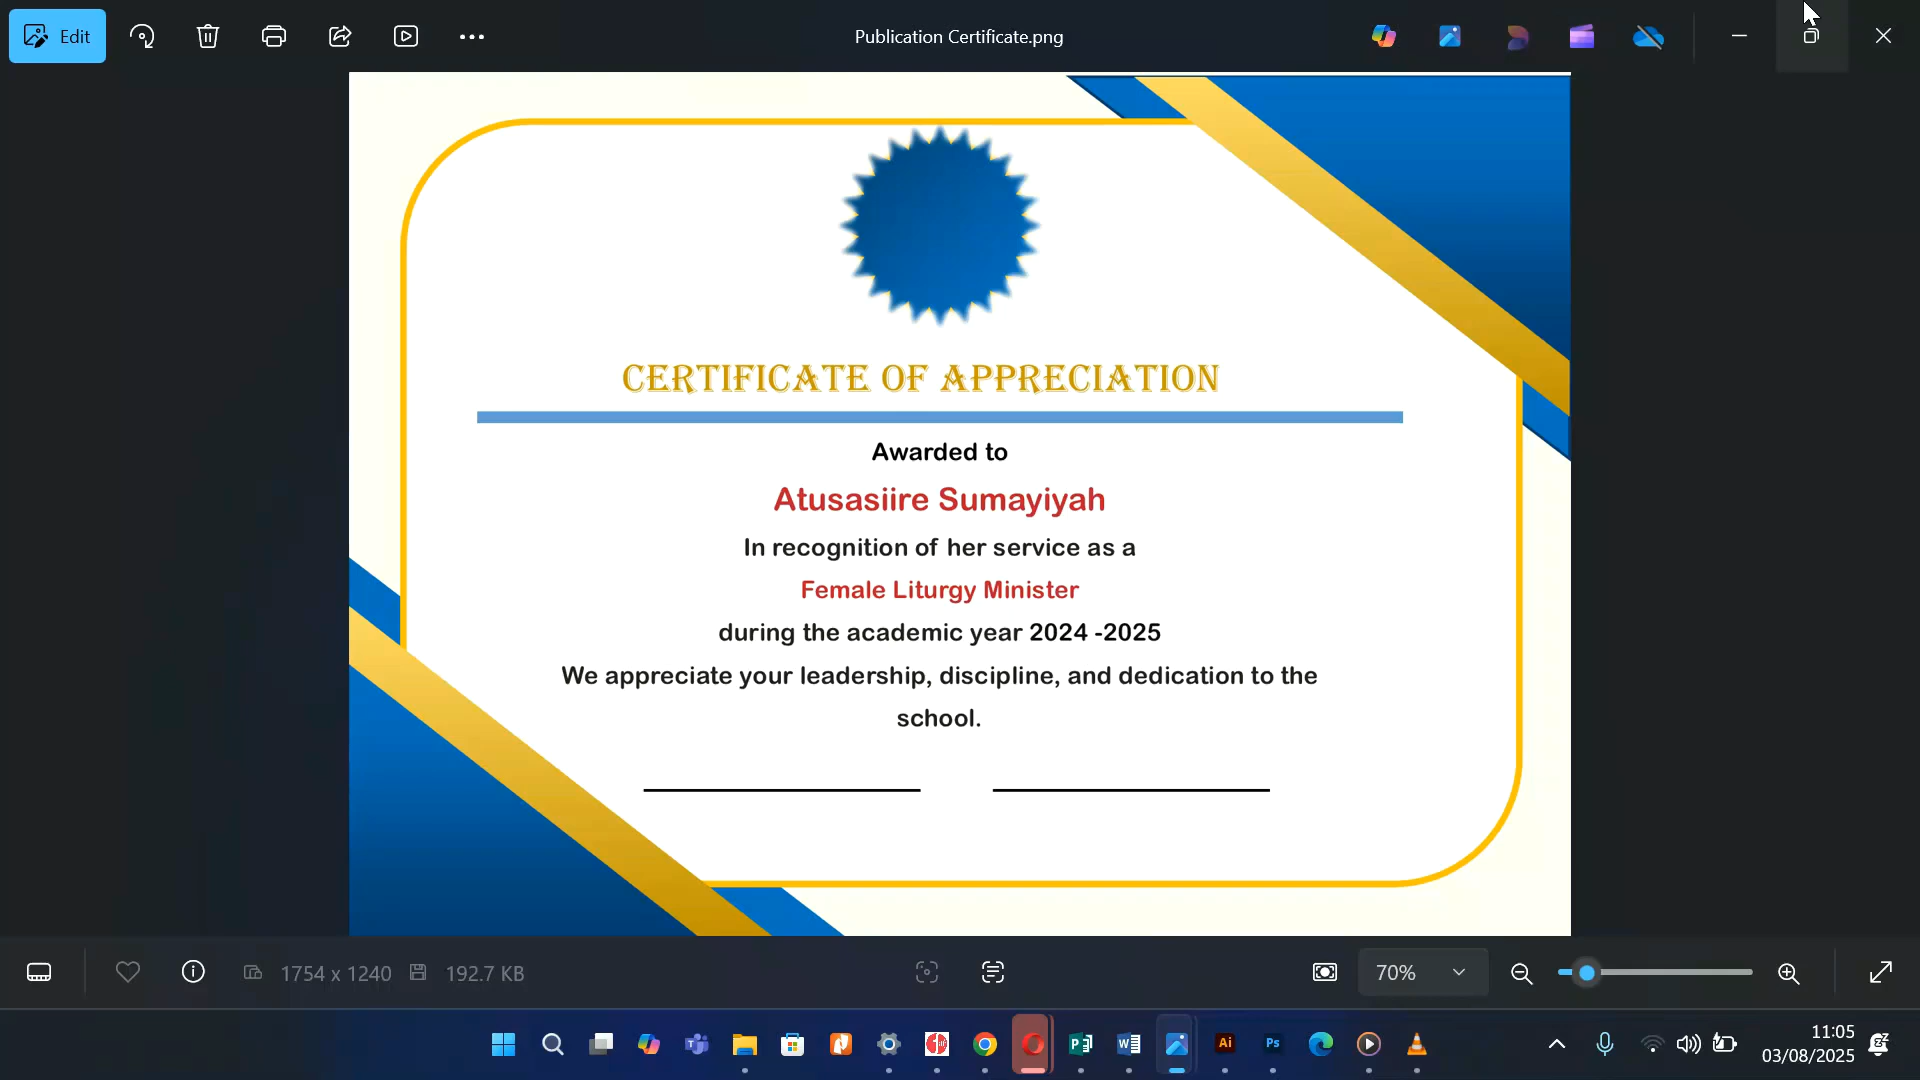 Edit
Publication Certificate.png
CERTIFICATE OF APPRECIATION
Awarded to
Atusasiire Sumayiyah
In recognition of her service as a
Female Liturgy Minister
during the academic year 2024 -2025
We appreciate your leadership, discipline, and dedication to the
school.
1754 x 1240
192.7 KB
70%
Ai
Ps
11:05
03/08/2025